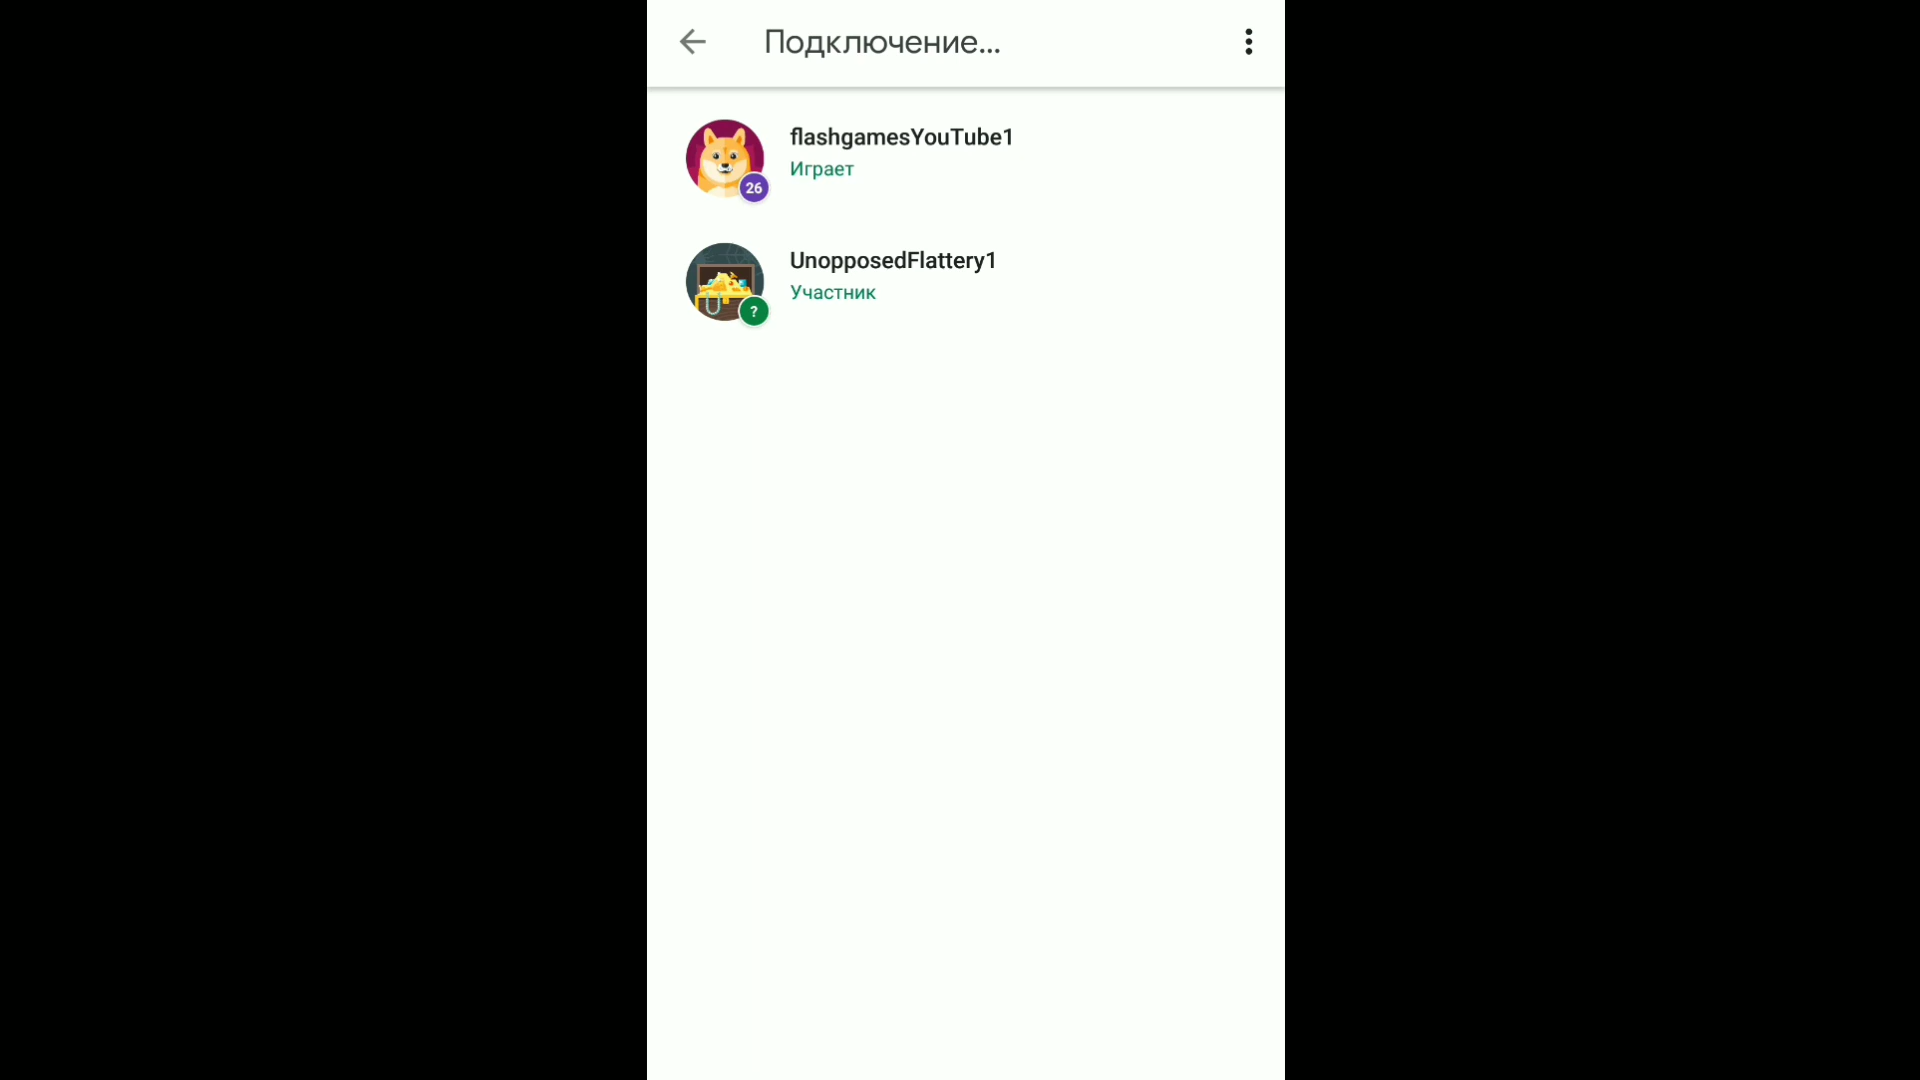 Подключение...
flashgamesYouTube1
Играет
26
UnopposedFlattery1
Участник
?